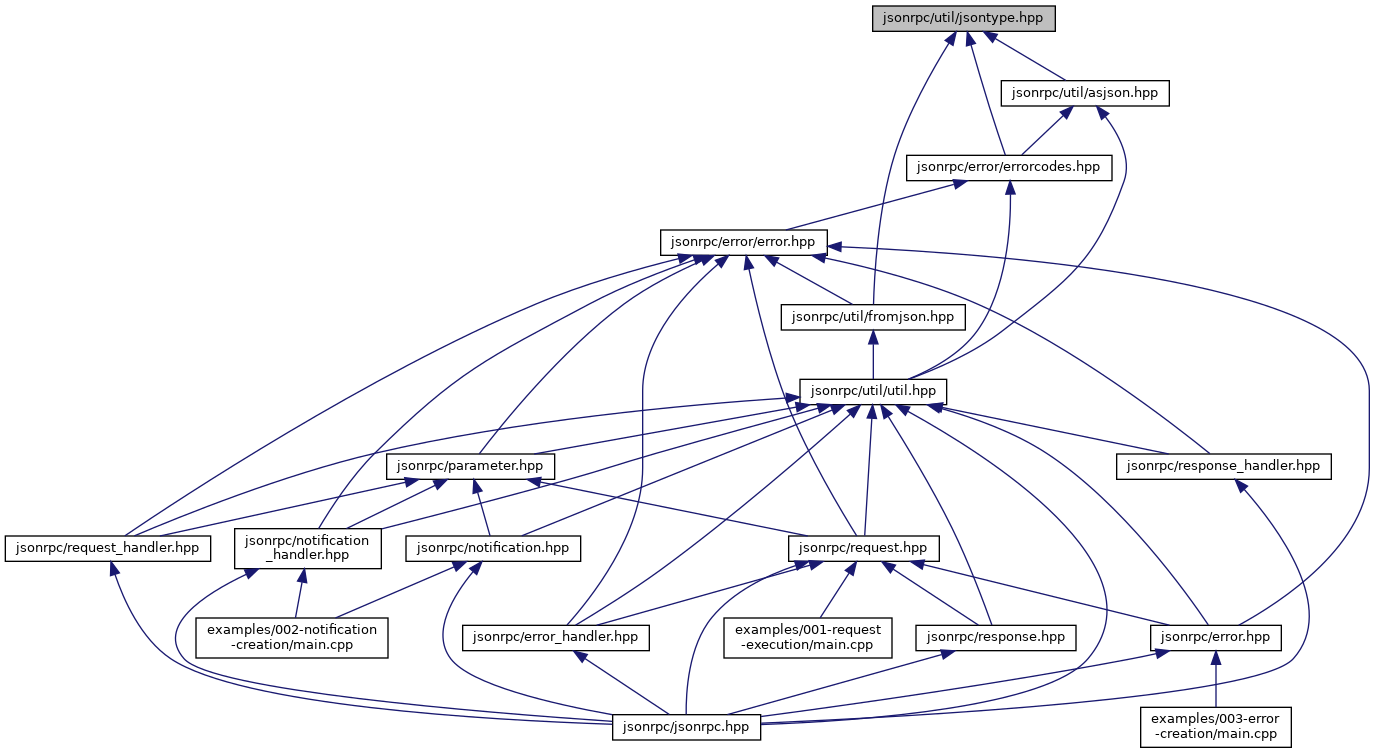 jsonrpc/util/jsontype.hpp
jsonrpc/util/asjson.hpp
jsonrpc/error/errorcodes.hpp
jsonrpc/error/error.hpp
jsonrpc/util/fromjson.hpp
jsonrpc/util/util.hpp
jsonrpc/parameter.hpp
jsonrpc/response_handler.hpp
jsonrpc/request_handler.hpp
jsonrpc/notification
_handler.hpp
jsonrpc/notification.hpp
jsonrpc/request.hpp
examples/002-notification
-creation/main.cpp
jsonrpc/error_handler.hpp
examples/001-request
-execution/main.cpp
jsonrpc/response.hpp
jsonrpc/error.hpp
jsonrpc/jsonrpc.hpp
examples/003-error
-creation/main.cpp